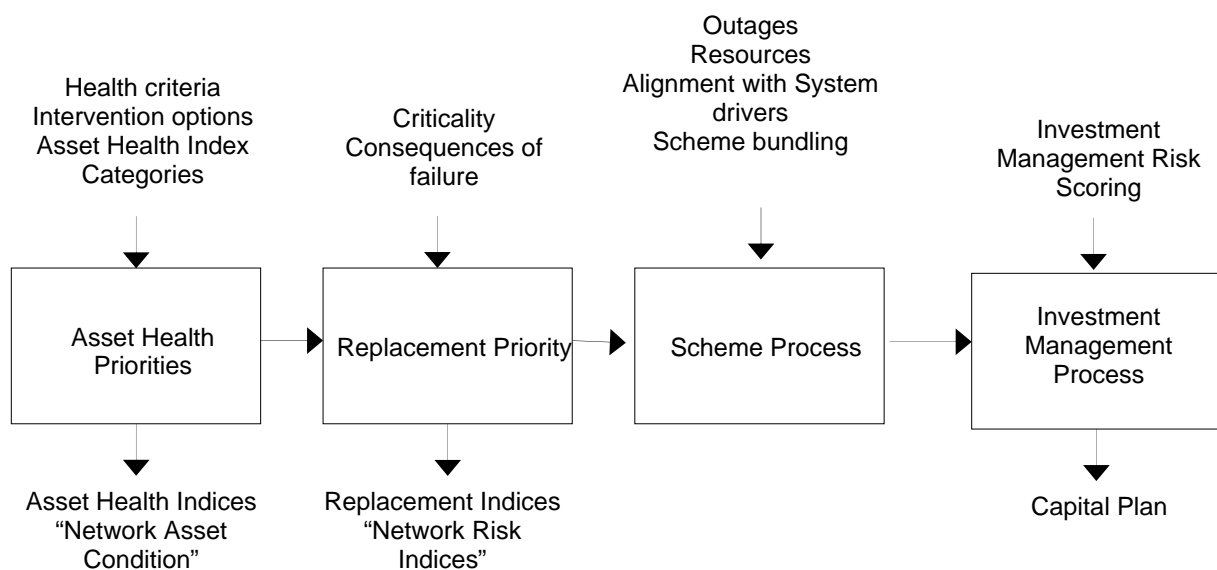 Health criteria
Intervention options
Asset Health Index
Categories
Criticality
Consequences of
failure
Outages
Resources
Alignment with System
drivers
Scheme bundling
Investment
Management Risk
Scoring
Asset Health
Priorities
Replacement Priority
Scheme Process
Investment
Management
Process
Asset Health Indices
“Network Asset
Condition”
Replacement Indices
“Network Risk
Indices”
Capital Plan